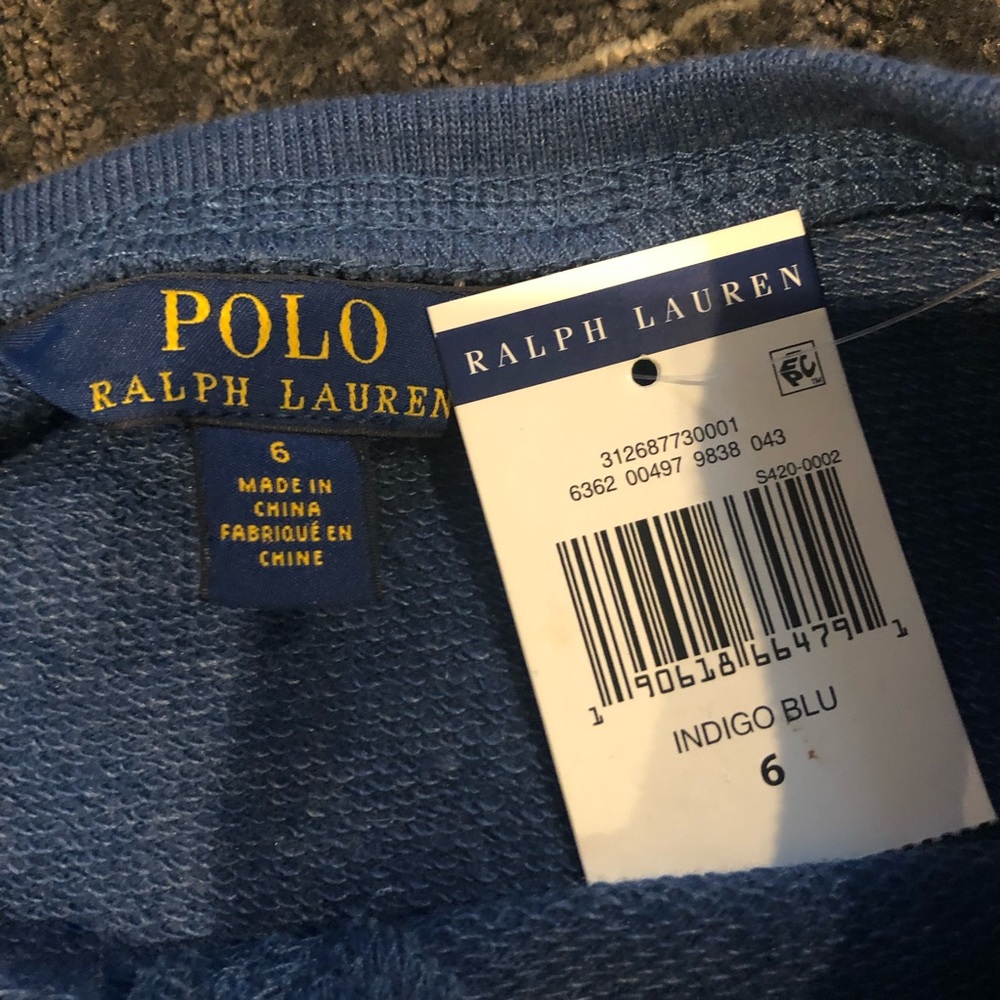 POLO
RALPH LAUREN
6
MADE IN
CHINA
FABRIQUÉ EN
CHINE
RALPH LAUREN
EPC™
312687730001
6362 00497 9838 043
S420-0002
1 90618 66479 1
INDIGO BLU
6